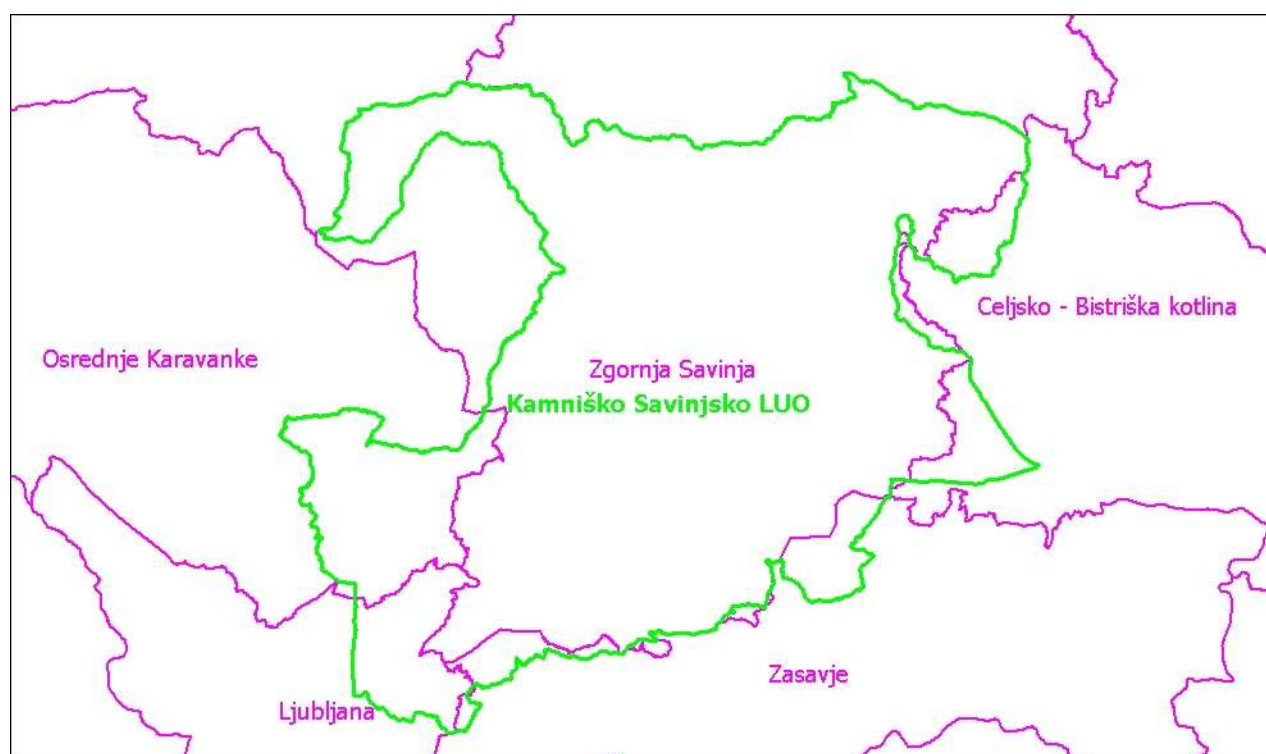 Celjsko - Bistriška kotlina
Osrednje Karavanke
Zgornja Savinja
Kamniško Savinjsko LUO
Zasavje
Ljubljana